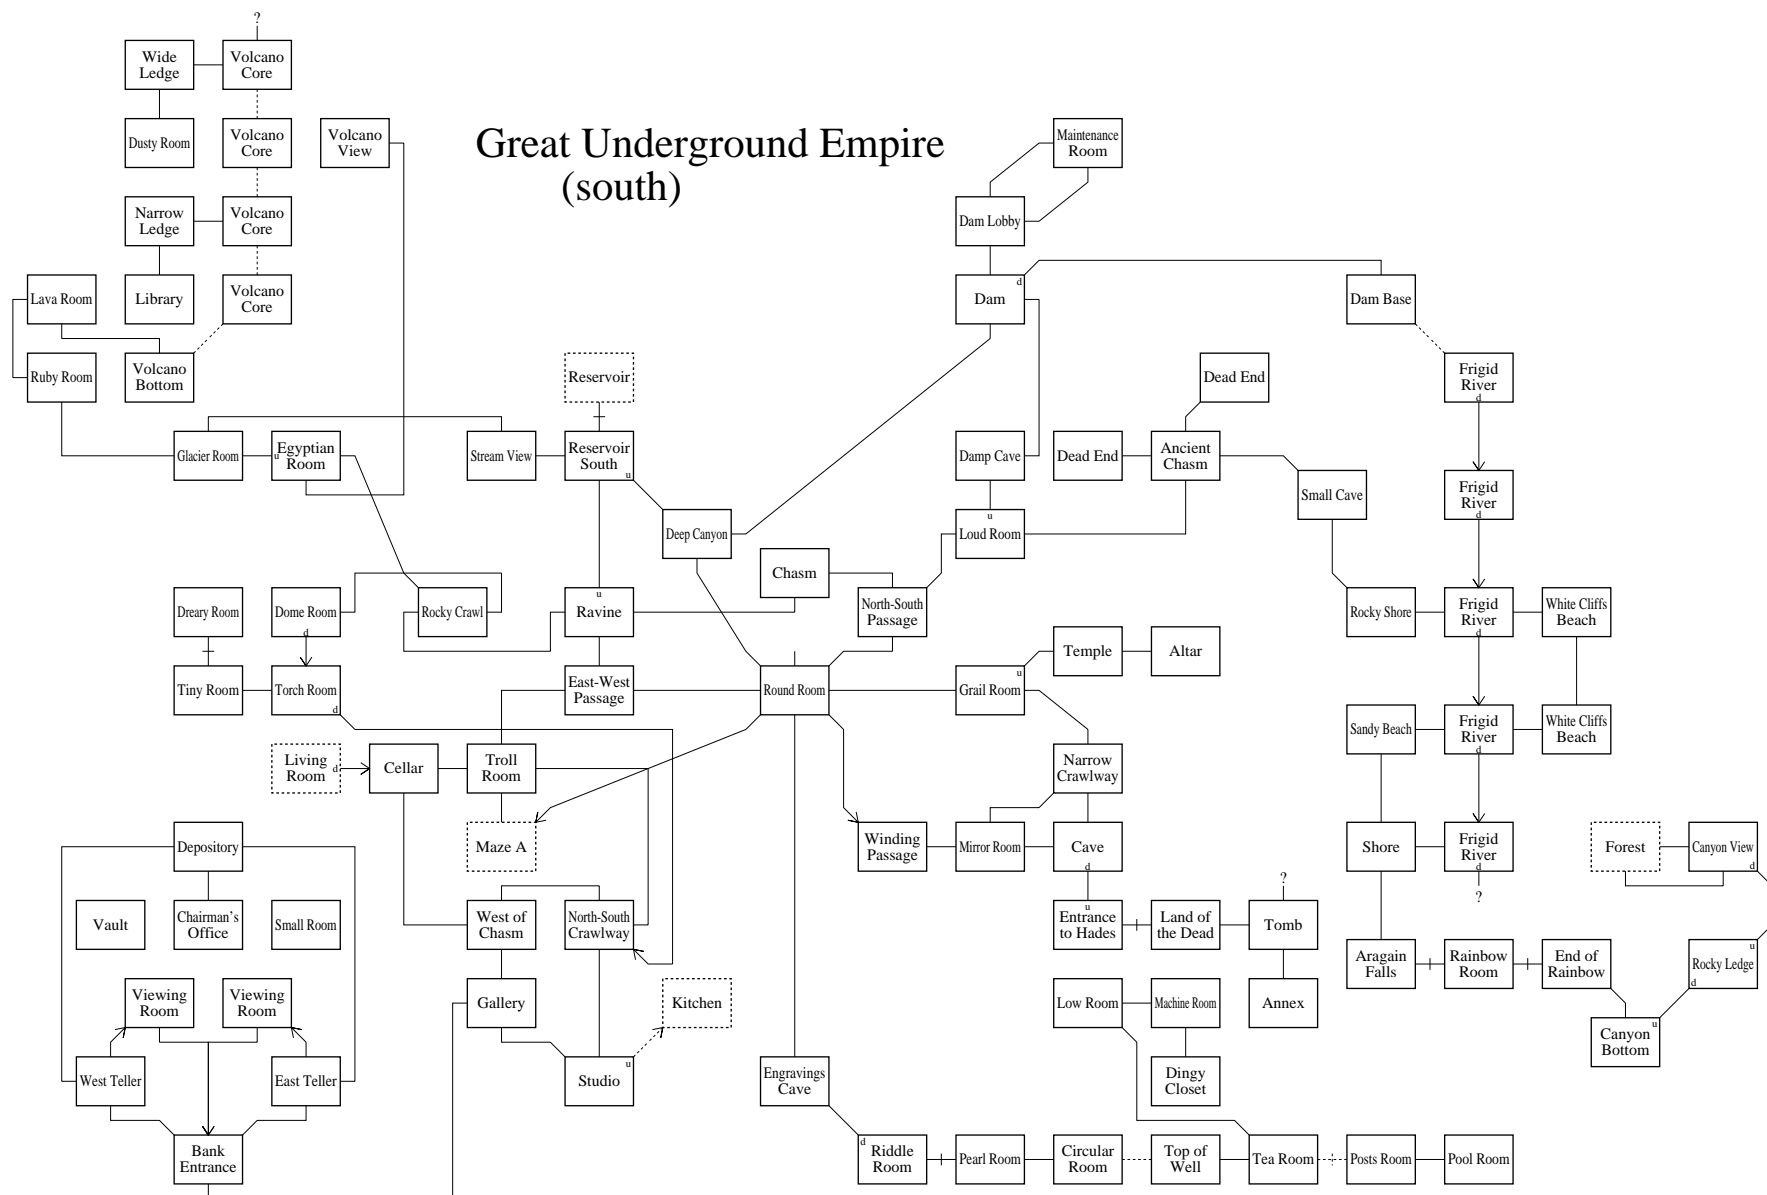 ?
Wide
Ledge
Volcano
Core
Dusty Room
Volcano
Core
Volcano
View
Great Underground Empire
(south)
Maintenance
Room
Narrow
Ledge
Volcano
Core
Dam Lobby
Lava Room
Library
Volcano
Core
d
Dam
Dam Base
Ruby Room
Volcano
Bottom
Reservoir
Dead End
Frigid
River
d
Glacier Room
u
Egyptian
Room
Stream View
Reservoir
South
u
Damp Cave
Dead End
Ancient
Chasm
Small Cave
Frigid
River
d
Deep Canyon
u
Loud Room
Chasm
Dreary Room
Dome Room
d
Rocky Crawl
u
Ravine
North-South
Passage
Rocky Shore
Frigid
River
d
White Cliffs
Beach
Temple
Altar
Tiny Room
Torch Room
d
East-West
Passage
Round Room
u
Grail Room
Sandy Beach
Frigid
River
d
White Cliffs
Beach
Living
Room
d
Cellar
Troll
Room
Narrow
Crawlway
Depository
Maze A
Winding
Passage
Mirror Room
Cave
d
Shore
Frigid
River
d
Forest
Canyon View
d
?
?
Vault
Chairman's
Office
Small Room
West of
Chasm
North-South
Crawlway
u
Entrance
to Hades
Land of
the Dead
Tomb
Aragain
Falls
Rainbow
Room
End of
Rainbow
u
Rocky Ledge
d
Viewing
Room
Viewing
Room
Gallery
Kitchen
Low Room
Machine Room
Annex
u
Canyon
Bottom
West Teller
East Teller
u
Studio
Engravings
Cave
Dingy
Closet
Bank
Entrance
d
Riddle
Room
Pearl Room
Circular
Room
Top of
Well
Tea Room
Posts Room
Pool Room